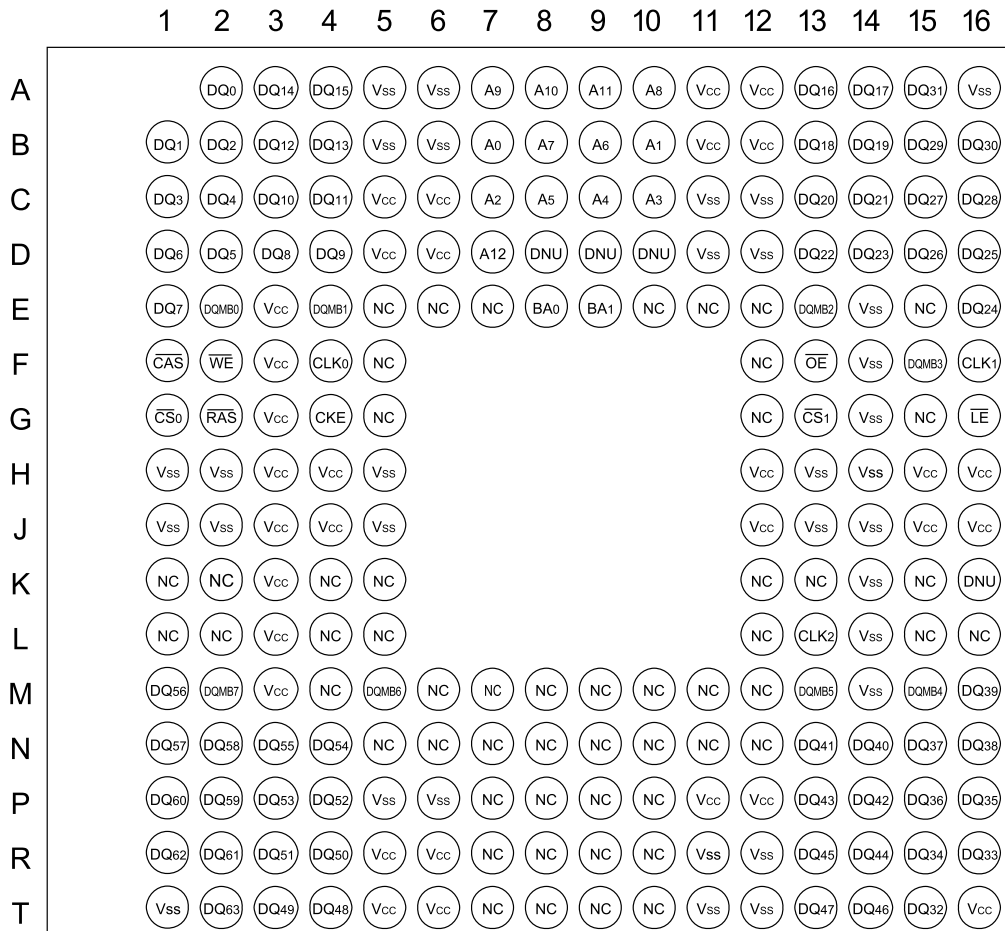 1 2 3 4 5 6 7 8 9 10 11 12 13 14 15 16
A DQ0 DQ14 DQ15 Vss Vss A9 A10 A11 A8 Vcc Vcc DQ16 DQ17 DQ31 Vss
B DQ1 DQ2 DQ12 DQ13 Vss Vss A0 A7 A6 A1 Vcc Vcc DQ18 DQ19 DQ29 DQ30
C DQ3 DQ4 DQ10 DQ11 Vcc Vcc A2 A5 A4 A3 Vss Vss DQ20 DQ21 DQ27 DQ28
D DQ6 DQ5 DQ8 DQ9 Vcc Vcc A12 DNU DNU DNU Vss Vss DQ22 DQ23 DQ26 DQ25
E DQ7 DQMB0 Vcc DQMB1 NC NC NC BA0 BA1 NC NC NC DQMB2 Vss NC DQ24
F CAS WE Vcc CLK0 NC NC OE Vss DQMB3 CLK1
G CS0 RAS Vcc CKE NC NC CS1 Vss NC LE
H Vss Vss Vcc Vcc Vss Vcc Vss Vss Vcc Vcc
J Vss Vss Vcc Vcc Vss Vcc Vss Vss Vcc Vcc
K NC NC Vcc NC NC NC NC Vss NC DNU
L NC NC Vcc NC NC NC CLK2 Vss NC NC
M DQ56 DQMB7 Vcc NC DQMB6 NC NC NC NC NC NC NC DQMB5 Vss DQMB4 DQ39
N DQ57 DQ58 DQ55 DQ54 NC NC NC NC NC NC NC NC DQ41 DQ40 DQ37 DQ38
P DQ60 DQ59 DQ53 DQ52 Vss Vss NC NC NC NC Vcc Vcc DQ43 DQ42 DQ36 DQ35
R DQ62 DQ61 DQ51 DQ50 Vcc Vcc NC NC NC NC Vss Vss DQ45 DQ44 DQ34 DQ33
T Vss DQ63 DQ49 DQ48 Vcc Vcc NC NC NC NC Vss Vss DQ47 DQ46 DQ32 Vcc